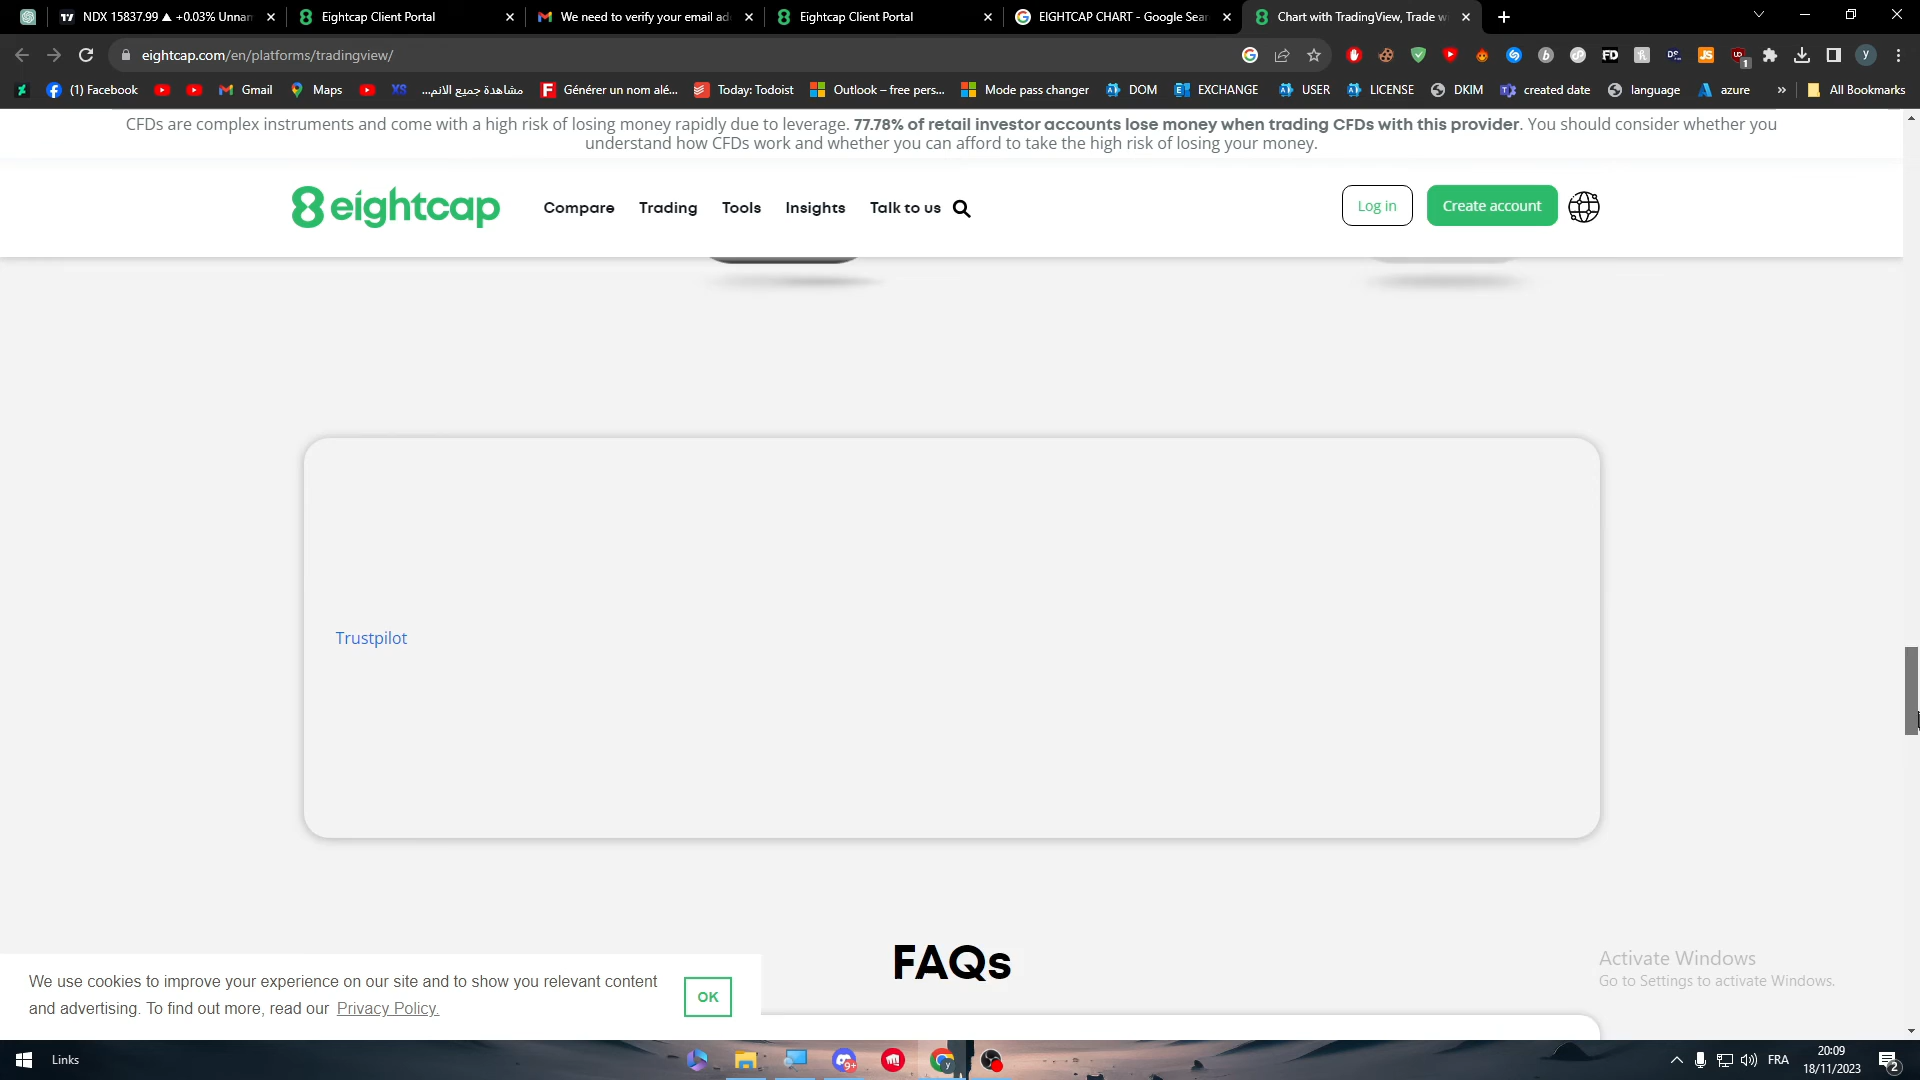 NDX 15837.99 ▲ +0.03% Unnan
Eightcap Client Portal
We need to verify your email ad
Eightcap Client Portal
EIGHTCAP CHART - Google Sear
Chart with TradingView, Trade w
eightcap.com/en/platforms/tradingview/
(1) Facebook
Gmail
Maps
مشاهدة جميع الانم...
Générer un nom alé...
Today: Todoist
Outlook – free pers...
Mode pass changer
DOM
EXCHANGE
USER
LICENSE
DKIM
created date
language
azure
»
All Bookmarks
CFDs are complex instruments and come with a high risk of losing money rapidly due to leverage. 77.78% of retail investor accounts lose money when trading CFDs with this provider. You should consider whether you
understand how CFDs work and whether you can afford to take the high risk of losing your money.
eightcap
Compare
Trading
Tools
Insights
Talk to us
Log in
Create account
Trustpilot
FAQs
Activate Windows
Go to Settings to activate Windows.
We use cookies to improve your experience on our site and to show you relevant content
and advertising. To find out more, read our Privacy Policy.
OK
Links
FRA
20:09
18/11/2023
2